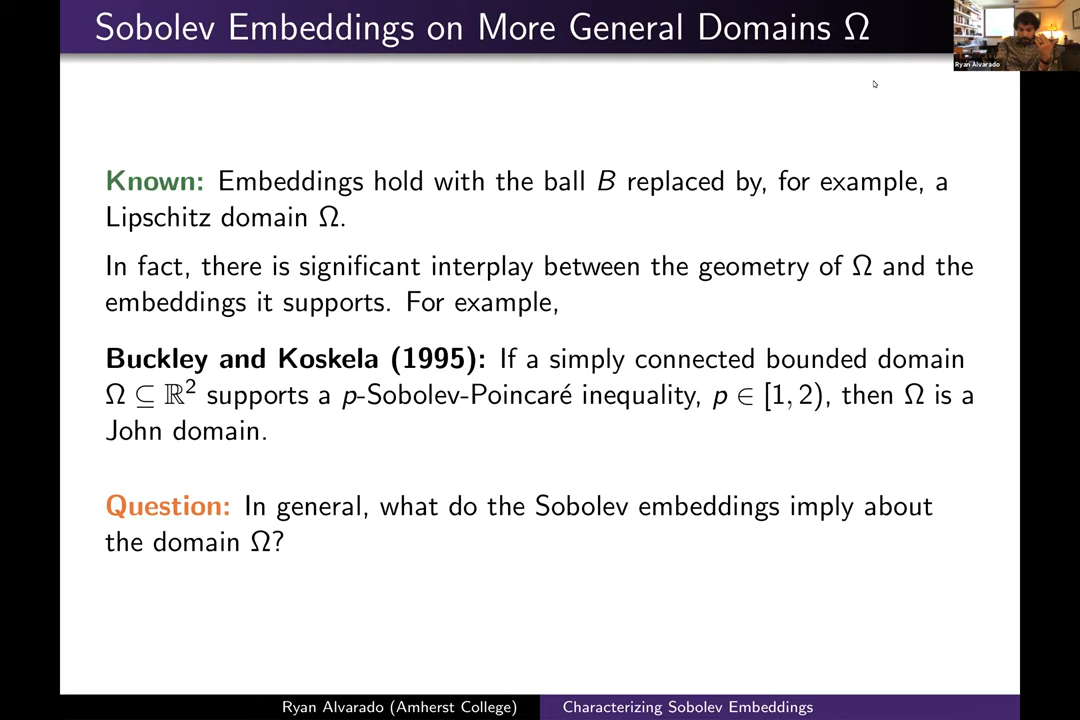 Sobolev Embeddings on More General Domains Ω
Ryan Alvarado
Known: Embeddings hold with the ball B replaced by, for example, a
Lipschitz domain Ω.
In fact, there is significant interplay between the geometry of Ω and the
embeddings it supports. For example,
Buckley and Koskela (1995): If a simply connected bounded domain
Ω ⊆ ℝ² supports a p-Sobolev-Poincaré inequality, p ∈ [1, 2), then Ω is a
John domain.
Question: In general, what do the Sobolev embeddings imply about
the domain Ω?
Ryan Alvarado (Amherst College)
Characterizing Sobolev Embeddings